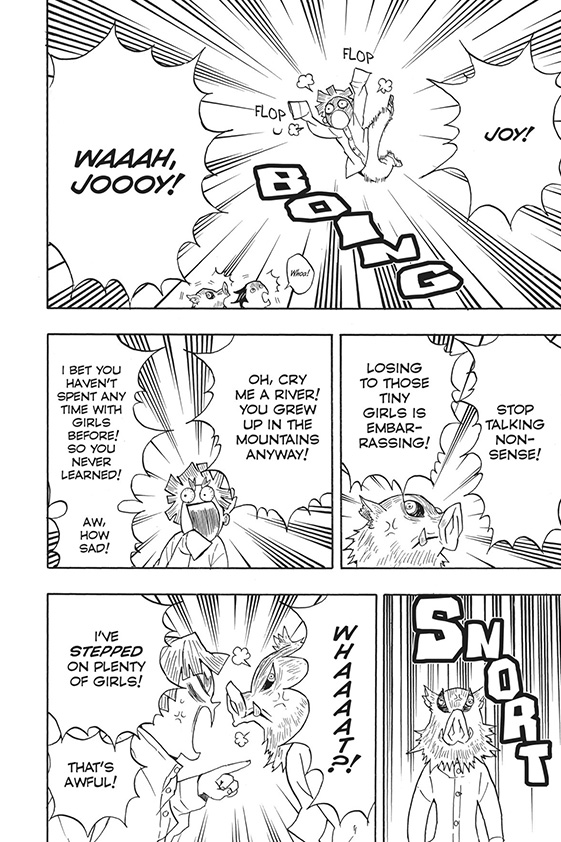 JOY!
FLOP
FLOP
WAAAH,
JOOOY!
BOING
Whoa!
STOP
TALKING
NON-
SENSE!
LOSING
TO THOSE
TINY
GIRLS IS
EMBAR-
RASSING!
OH, CRY
ME A RIVER!
YOU GREW
UP IN THE
MOUNTAINS
ANYWAY!
I BET YOU
HAVEN'T
SPENT ANY
TIME WITH
GIRLS
BEFORE!
SO YOU
NEVER
LEARNED!
AW,
HOW
SAD!
SNORT
WHAAAAT?!
I'VE
STEPPED
ON PLENTY
OF GIRLS!
THAT'S
AWFUL!